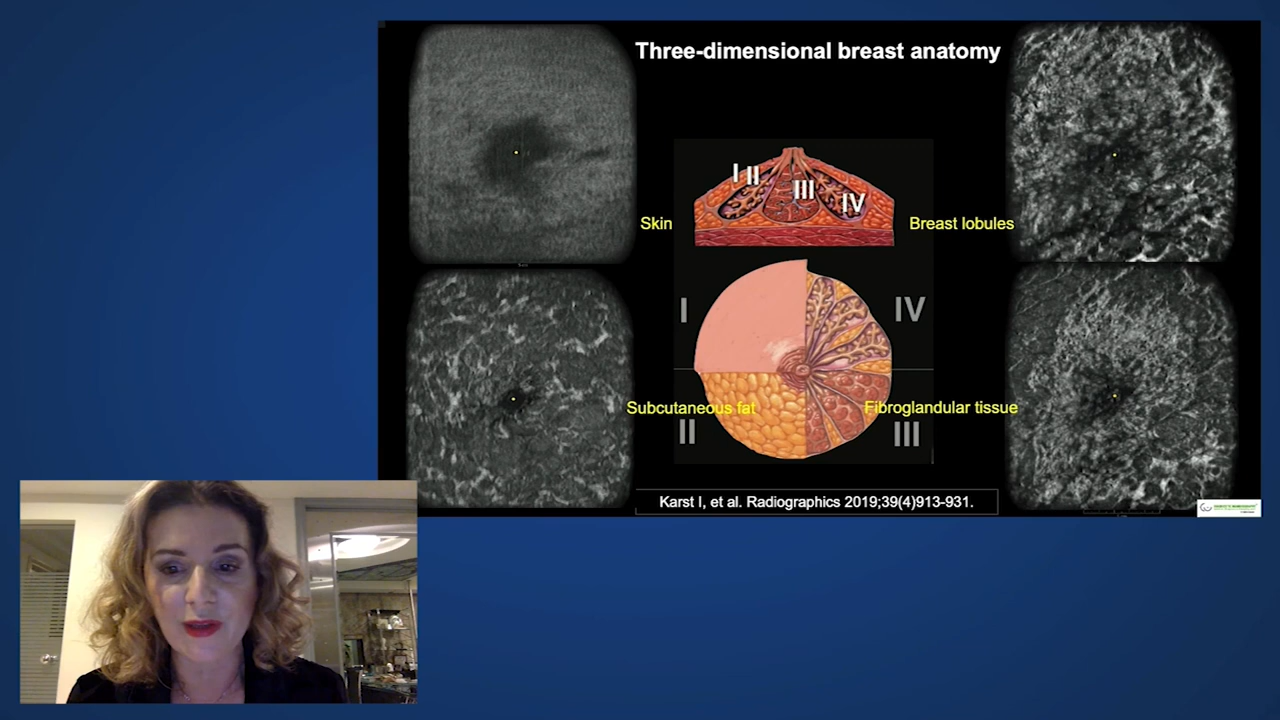 Three-dimensional breast anatomy
I II III IV
Skin
Breast lobules
I
IV
Subcutaneous fat
Fibroglandular tissue
II
III
Karst I, et al. Radiographics 2019;39(4)913-931.